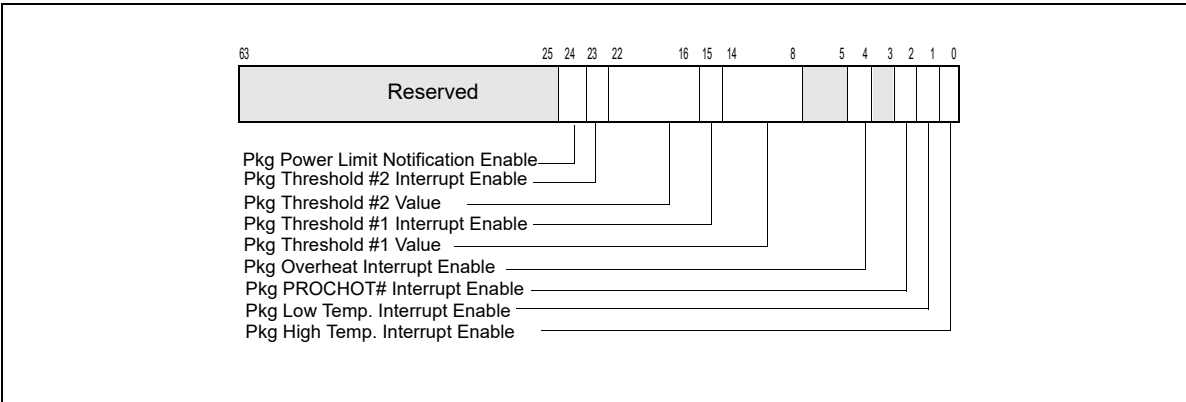 63 25 24 23 22 16 15 14 8 5 4 3 2 1 0
Reserved
Pkg Power Limit Notification Enable
Pkg Threshold #2 Interrupt Enable
Pkg Threshold #2 Value
Pkg Threshold #1 Interrupt Enable
Pkg Threshold #1 Value
Pkg Overheat Interrupt Enable
Pkg PROCHOT# Interrupt Enable
Pkg Low Temp. Interrupt Enable
Pkg High Temp. Interrupt Enable